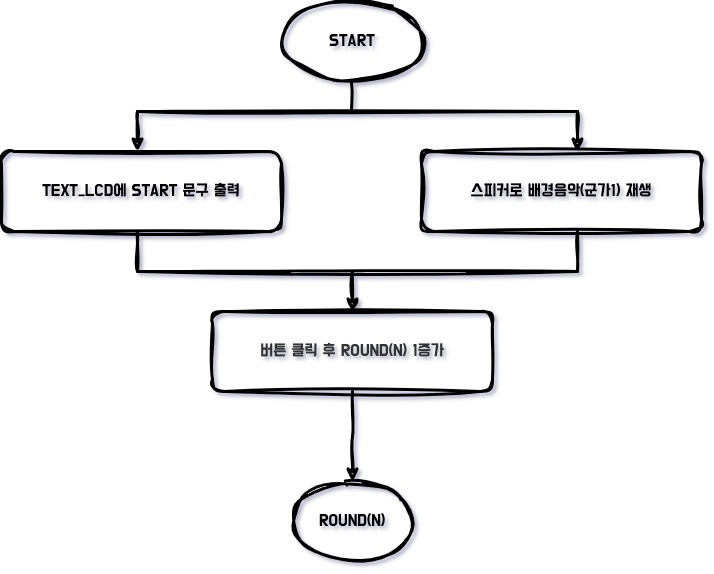 START
TEXT_LCD에 START 문구 출력
스피커로 배경음악(군가1) 재생
버튼 클릭 후 ROUND(N) 1증가
ROUND(N)